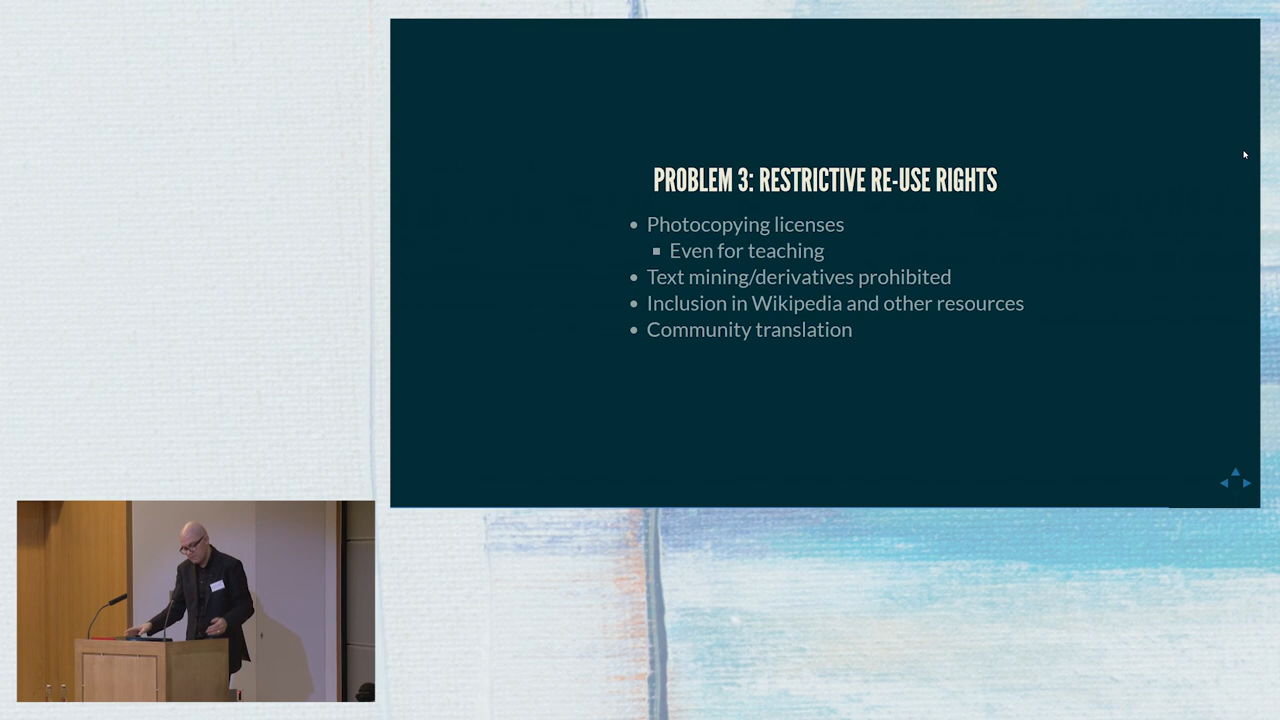 PROBLEM 3: RESTRICTIVE RE-USE RIGHTS
Photocopying licenses
Even for teaching
Text mining/derivatives prohibited
Inclusion in Wikipedia and other resources
Community translation